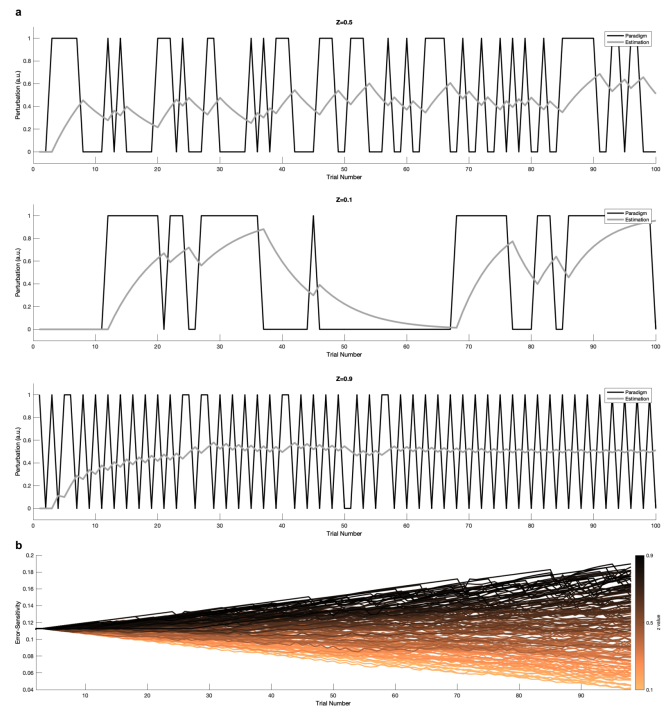 a
Z=0.5
Paradigm
Estimation
Perturbation (a.u.)
1
0.8
0.6
0.4
0.2
0
10 20 30 40 50 60 70 80 90 100
Trial Number
Z=0.1
Paradigm
Estimation
Perturbation (a.u.)
1
0.8
0.6
0.4
0.2
0
10 20 30 40 50 60 70 80 90 100
Trial Number
Z=0.9
Paradigm
Estimation
Perturbation (a.u.)
1
0.8
0.6
0.4
0.2
0
10 20 30 40 50 60 70 80 90 100
Trial Number
b
Error-Sensitivity
0.2
0.18
0.16
0.14
0.12
0.1
0.08
0.06
0.04
10 20 30 40 50 60 70 80 90
Trial Number
0.9
0.5
0.1
z-value